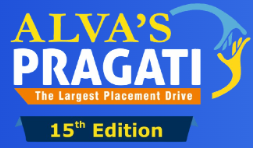 ALVA'S
PRAGATI
The Largest Placement Drive
15th Edition